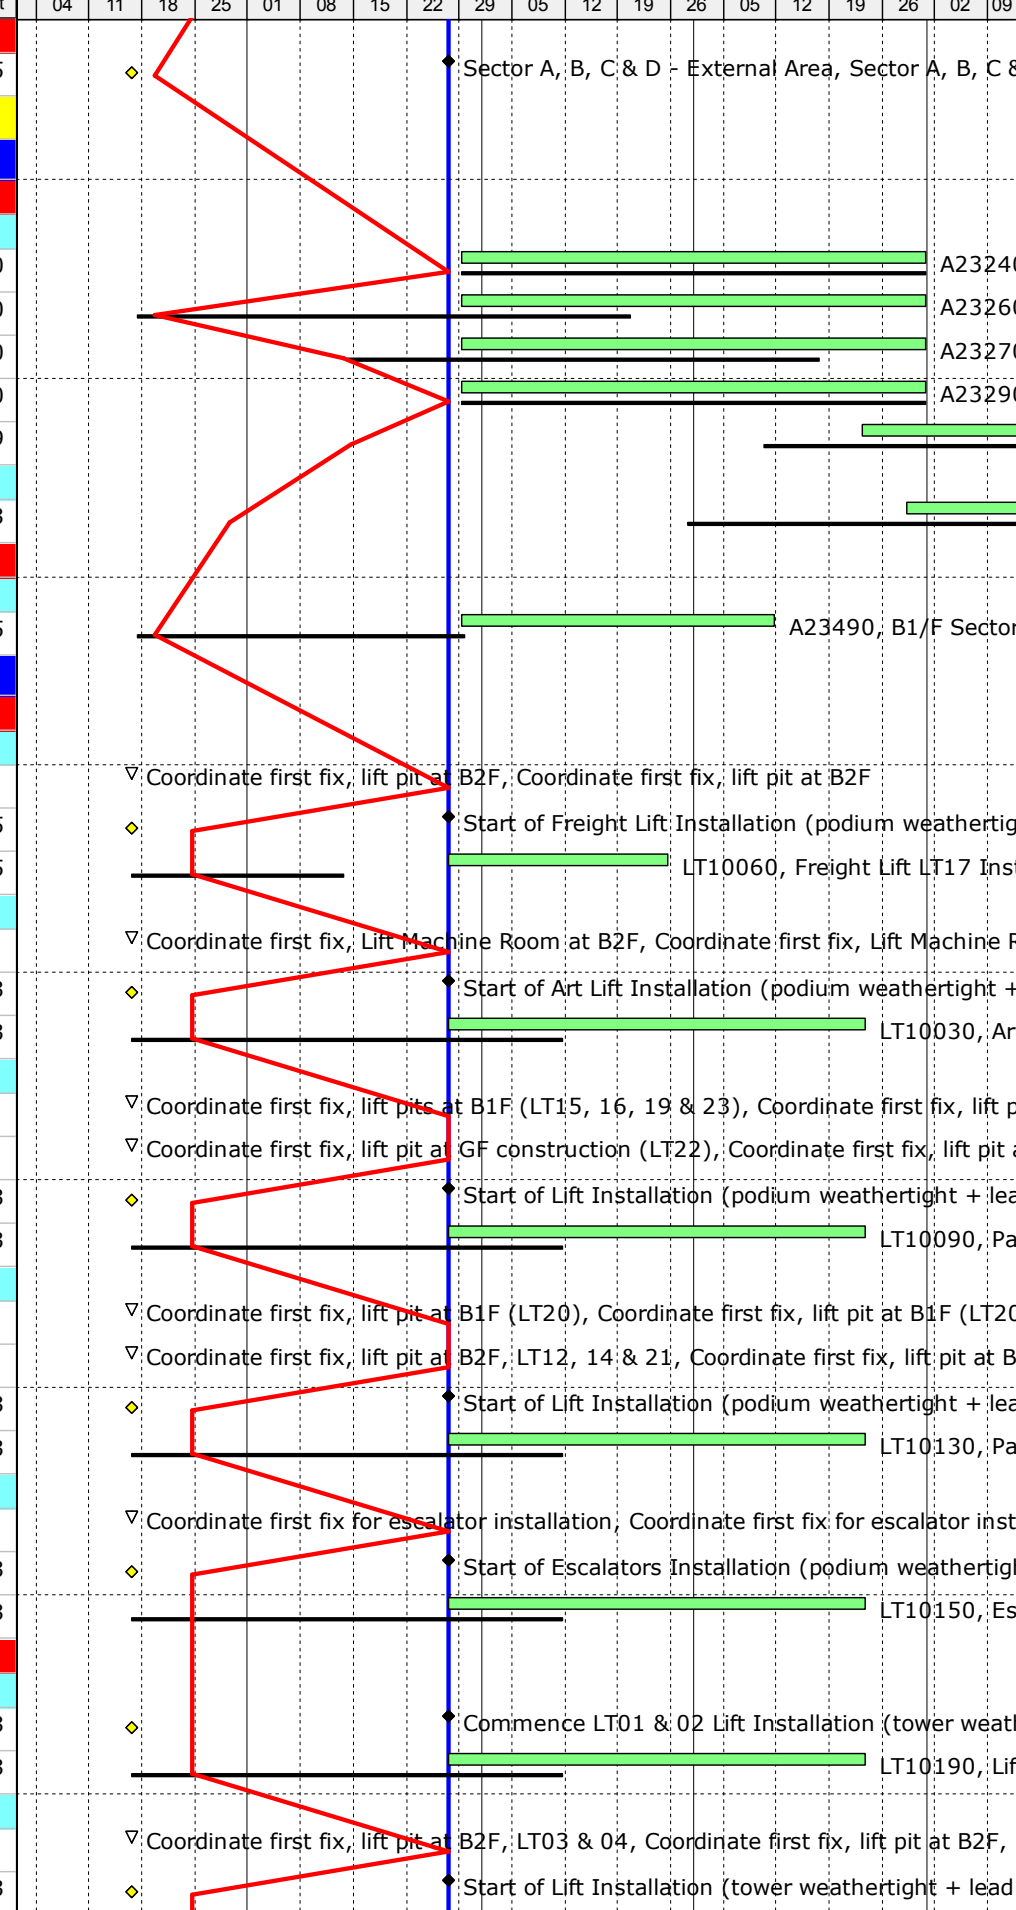 04 11 18 25 01 08 15 22 29 05 12 19 26 05 12 19 26 02 09
Sector A, B, C & D - External Area, Sector A, B, C &
A23240
A23260
A23270
A23290
A23490, B1/F Sector
Coordinate first fix, lift pit at B2F, Coordinate first fix, lift pit at B2F
Start of Freight Lift Installation (podium weathertig
LT10060, Freight Lift LT17 Inst
Coordinate first fix, Lift Machine Room at B2F, Coordinate first fix, Lift Machine R
Start of Art Lift Installation (podium weathertight +
LT10030, Ar
Coordinate first fix, lift pits at B1F (LT15, 16, 19 & 23), Coordinate first fix, lift p
Coordinate first fix, lift pit at GF construction (LT22), Coordinate first fix, lift pit a
Start of Lift Installation (podium weathertight + lea
LT10090, Pa
Coordinate first fix, lift pit at B1F (LT20), Coordinate first fix, lift pit at B1F (LT20
Coordinate first fix, lift pit at B2F, LT12, 14 & 21, Coordinate first fix, lift pit at B
Start of Lift Installation (podium weathertight + lea
LT10130, Pa
Coordinate first fix for escalator installation, Coordinate first fix for escalator inst
Start of Escalators Installation (podium weathertigh
LT10150, Es
Commence LT01 & 02 Lift Installation (tower weath
LT10190, Lif
Coordinate first fix, lift pit at B2F, LT03 & 04, Coordinate first fix, lift pit at B2F,
Start of Lift Installation (tower weathertight + lead